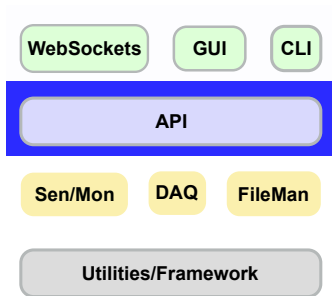 WebSockets GUI CLI
API
Sen/Mon DAQ FileMan
Utilities/Framework